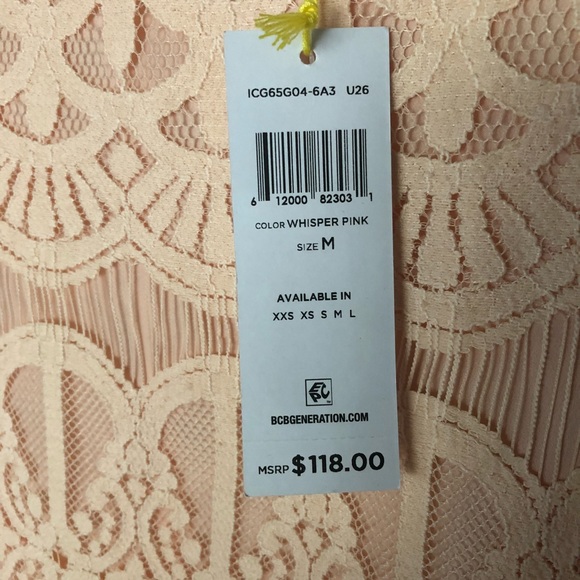 ICG65G04-6A3 U26
6 12000 82303 1
COLOR WHISPER PINK
SIZE M
AVAILABLE IN
XXS XS S M L
BCBGENERATION.COM
MSRP $118.00